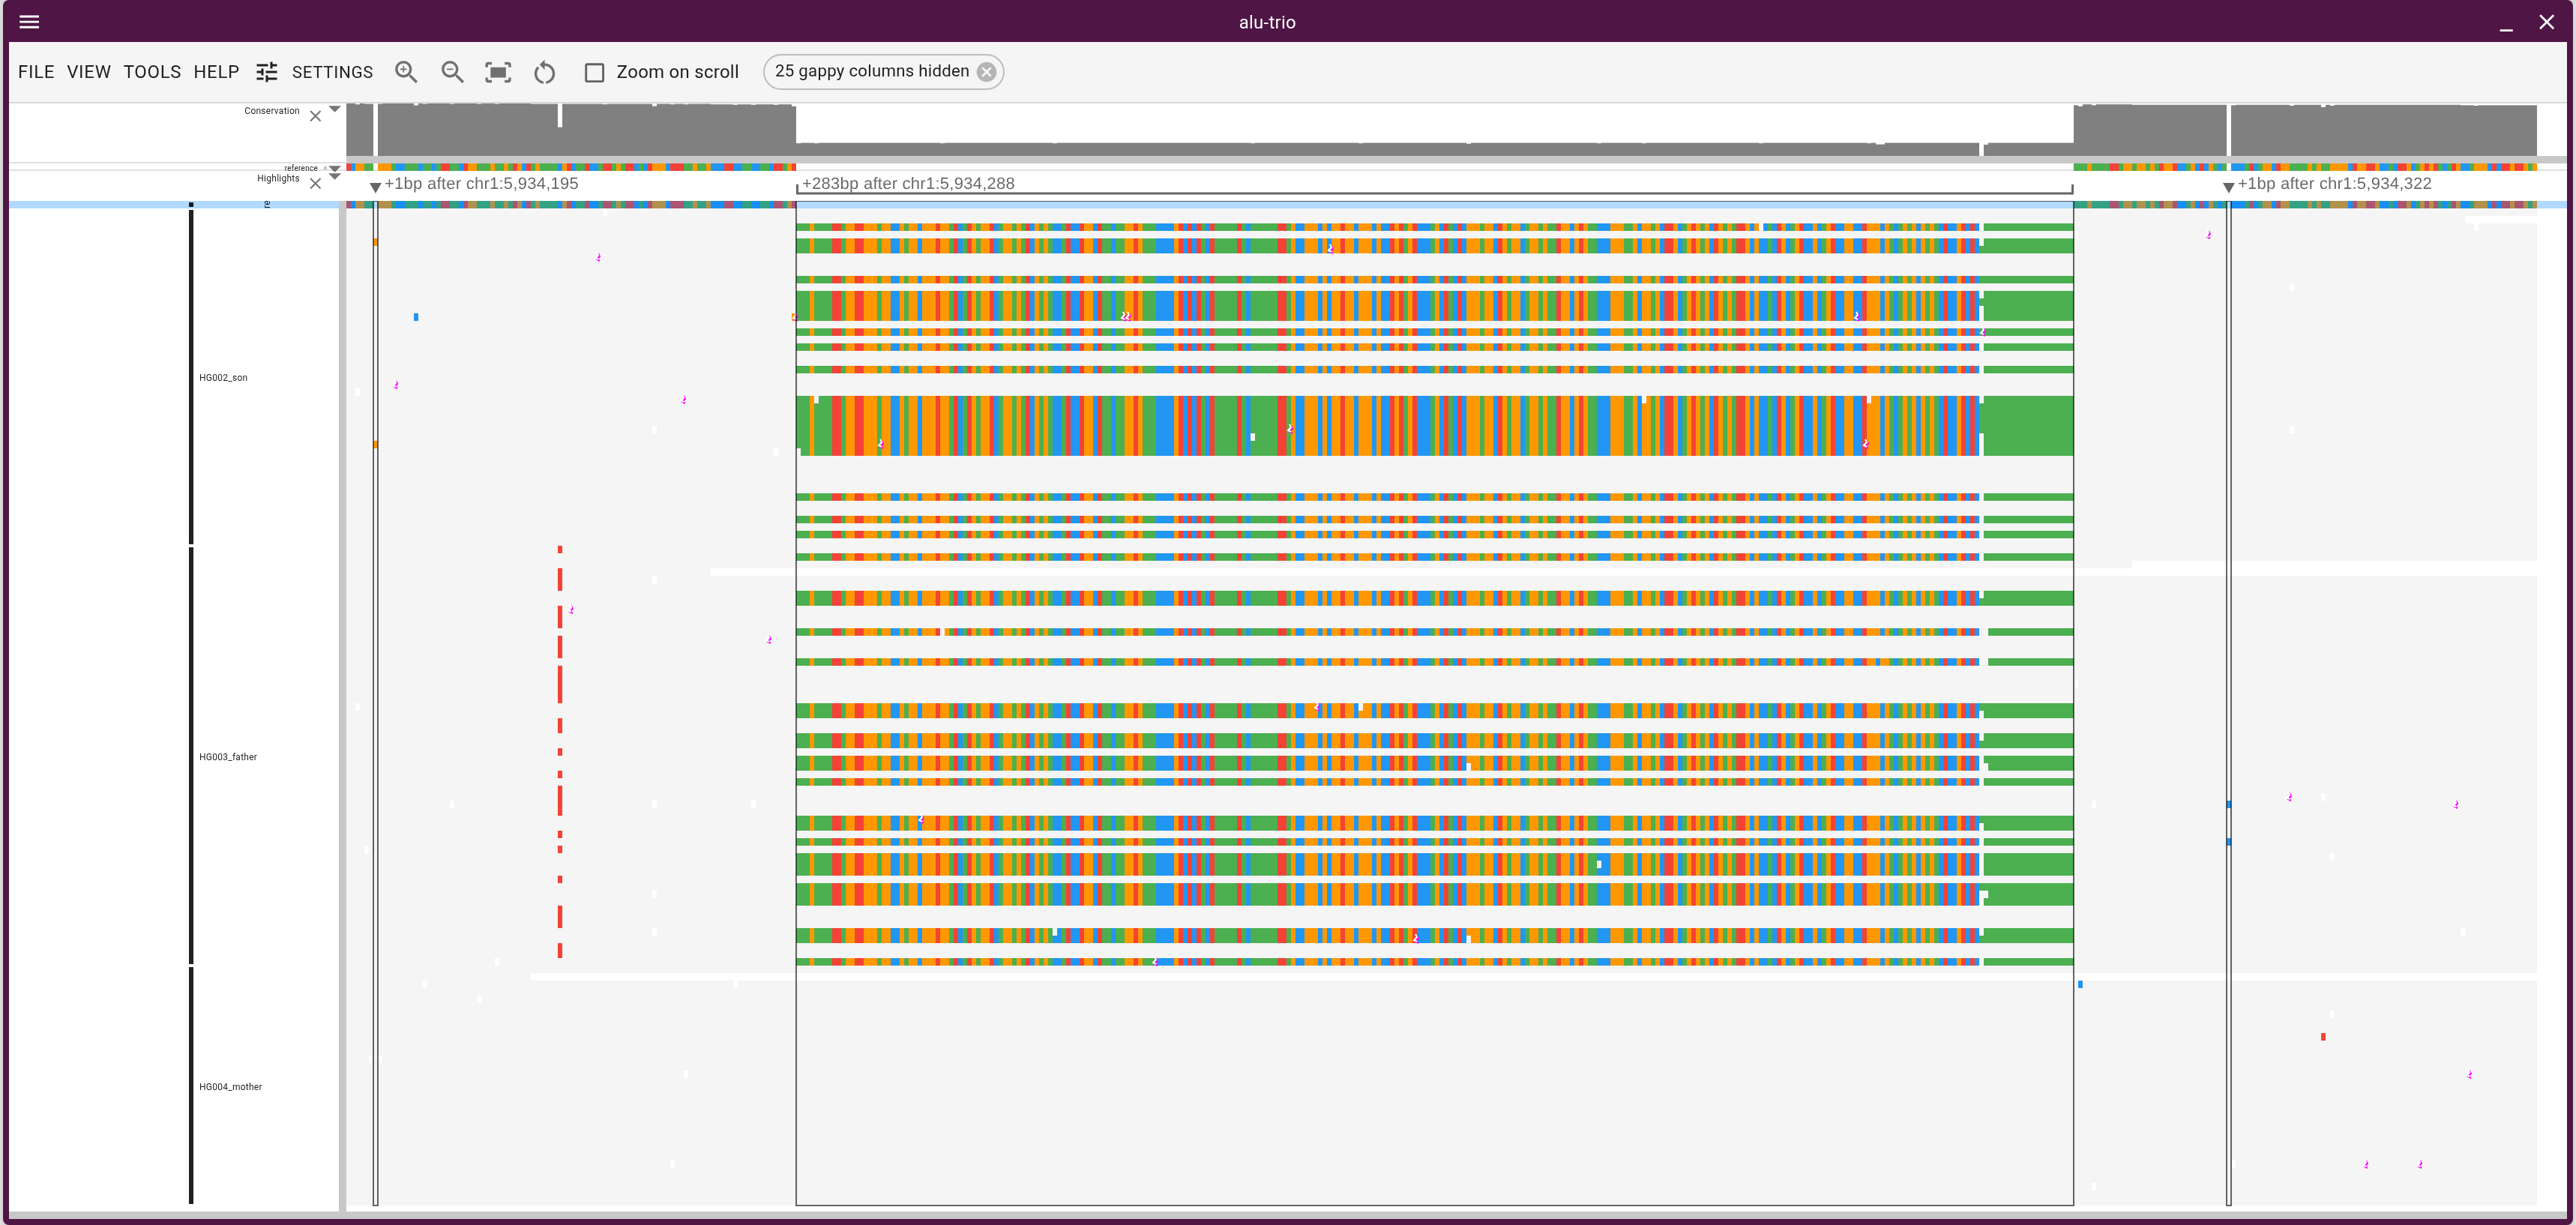 alu-trio
FILE VIEW TOOLS HELP SETTINGS Zoom on scroll 25 gappy columns hidden
Conservation
reference
Highlights
+1bp after chr1:5,934,195
+283bp after chr1:5,934,288
+1bp after chr1:5,934,322
re
HG002_son
HG003_father
HG004_mother